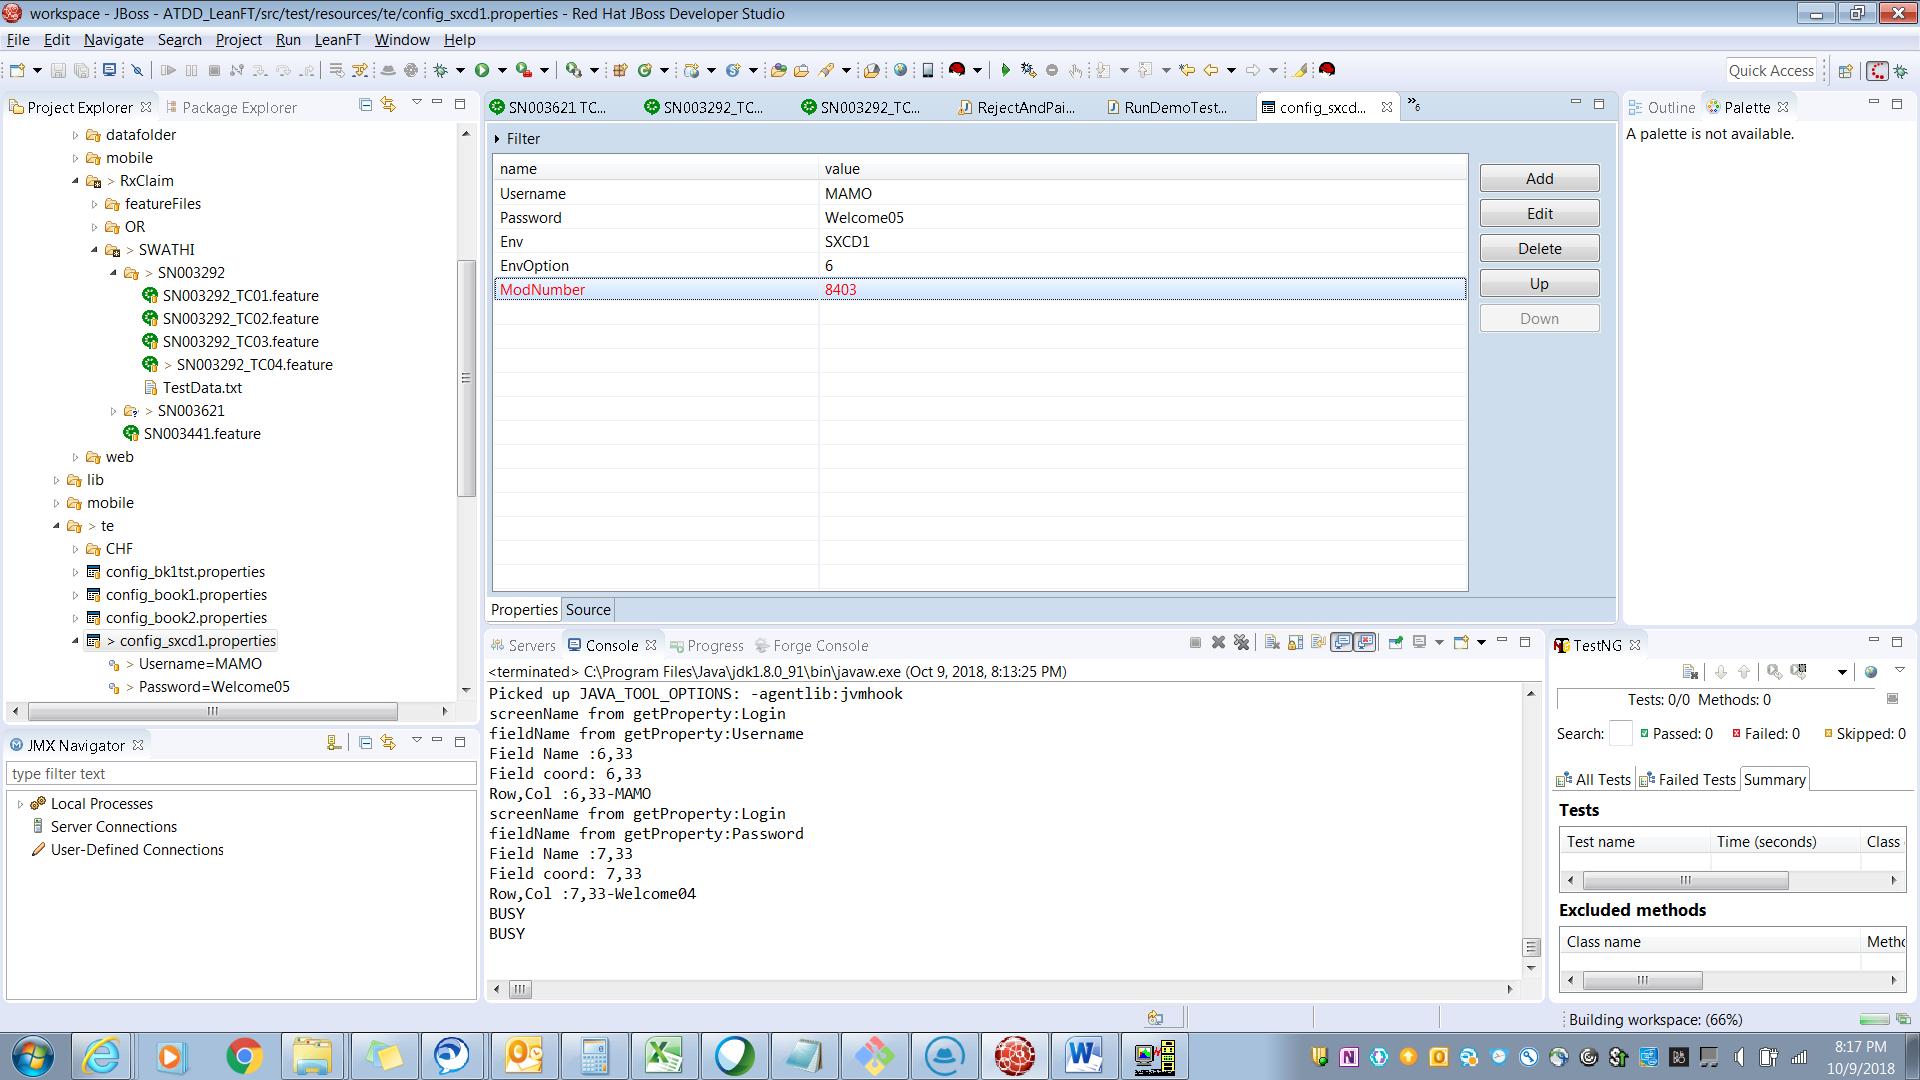 workspace - JBoss - ATDD_LeanFT/src/test/resources/te/config_sxcd1.properties - Red Hat JBoss Developer Studio
File Edit Navigate Search Project Run LeanFT Window Help
Quick Access
Project Explorer Package Explorer
datafolder
mobile
> RxClaim
featureFiles
OR
> SWATHI
> SN003292
SN003292_TC01.feature
SN003292_TC02.feature
SN003292_TC03.feature
> SN003292_TC04.feature
TestData.txt
> SN003621
SN003441.feature
web
lib
mobile
> te
CHF
config_bk1tst.properties
config_book1.properties
config_book2.properties
> config_sxcd1.properties
> Username=MAMO
> Password=Welcome05
JMX Navigator
type filter text
Local Processes
Server Connections
User-Defined Connections
SN003621 TC... SN003292_TC... SN003292_TC... RejectAndPai... RunDemoTest... config_sxcd... »6
Filter
name value
Username MAMO
Password Welcome05
Env SXCD1
EnvOption 6
ModNumber 8403
Add
Edit
Delete
Up
Down
Properties Source
Outline Palette
A palette is not available.
Servers Console Progress Forge Console
<terminated> C:\Program Files\Java\jdk1.8.0_91\bin\javaw.exe (Oct 9, 2018, 8:13:25 PM)
Picked up JAVA_TOOL_OPTIONS: -agentlib:jvmhook
screenName from getProperty:Login
fieldName from getProperty:Username
Field Name :6,33
Field coord: 6,33
Row,Col :6,33-MAMO
screenName from getProperty:Login
fieldName from getProperty:Password
Field Name :7,33
Field coord: 7,33
Row,Col :7,33-Welcome04
BUSY
BUSY
TestNG
Tests: 0/0 Methods: 0
Search: Passed: 0 Failed: 0 Skipped: 0
All Tests Failed Tests Summary
Tests
Test name Time (seconds) Class
Excluded methods
Class name Metho
Building workspace: (66%)
8:17 PM
10/9/2018